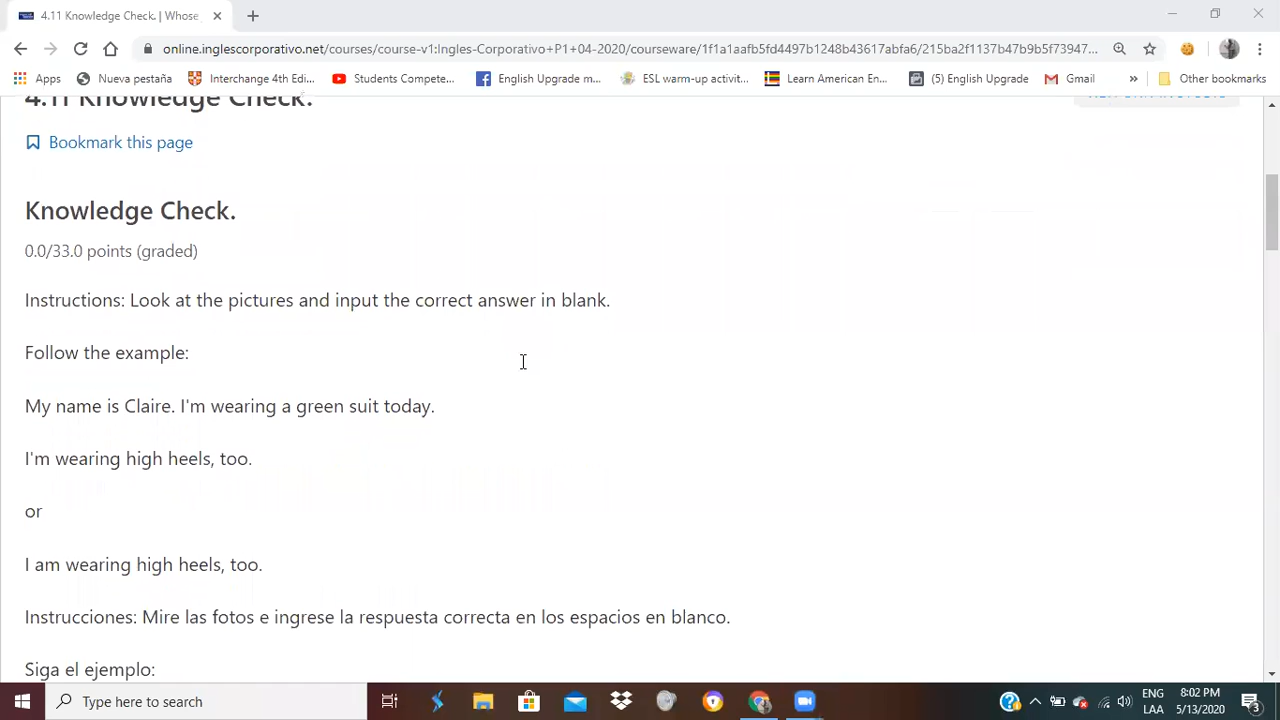 4.11 Knowledge Check. | Whose
online.inglescorporativo.net/courses/course-v1:Ingles-Corporativo+P1+04-2020/courseware/1f1a1aafb5fd4497b1248b43617abfa6/215ba2f1137b47b9b5f73947...
Apps
Nueva pestaña
Interchange 4th Edi...
Students Compete...
English Upgrade m...
ESL warm-up activit...
Learn American En...
(5) English Upgrade
Gmail
»
Other bookmarks
4.11 Knowledge Check.
Bookmark this page
Knowledge Check.
0.0/33.0 points (graded)
Instructions: Look at the pictures and input the correct answer in blank.
Follow the example:
My name is Claire. I'm wearing a green suit today.
I'm wearing high heels, too.
or
I am wearing high heels, too.
Instrucciones: Mire las fotos e ingrese la respuesta correcta en los espacios en blanco.
Siga el ejemplo:
Type here to search
ENG
LAA
8:02 PM
5/13/2020
3